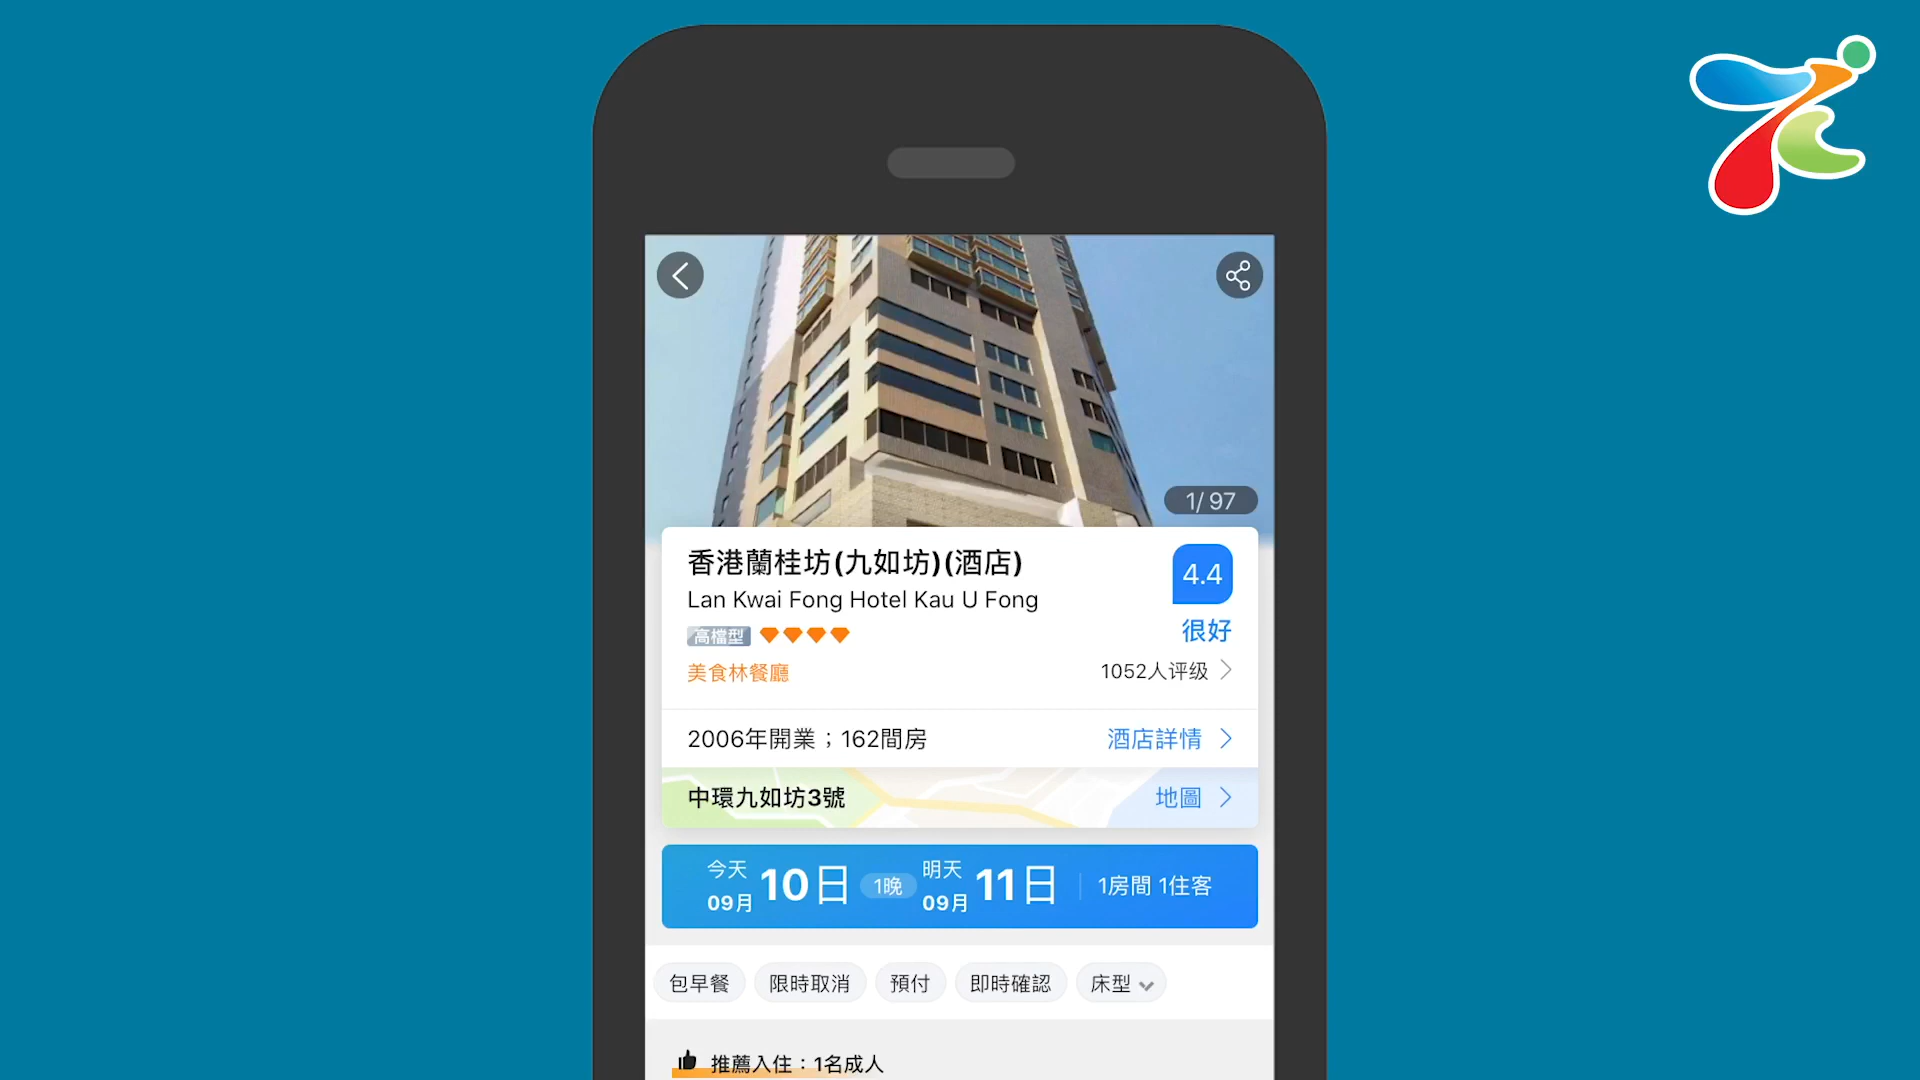 1/ 97
香港蘭桂坊(九如坊)(酒店)
4.4
Lan Kwai Fong Hotel Kau U Fong
高檔型
很好
美食林餐廳
1052人评级
2006年開業；162間房
酒店詳情
中環九如坊3號
地圖
今天 09月 10日 1晚 明天 09月 11日 1房間 1住客
包早餐 限時取消 預付 即時確認 床型
推薦入住：1名成人